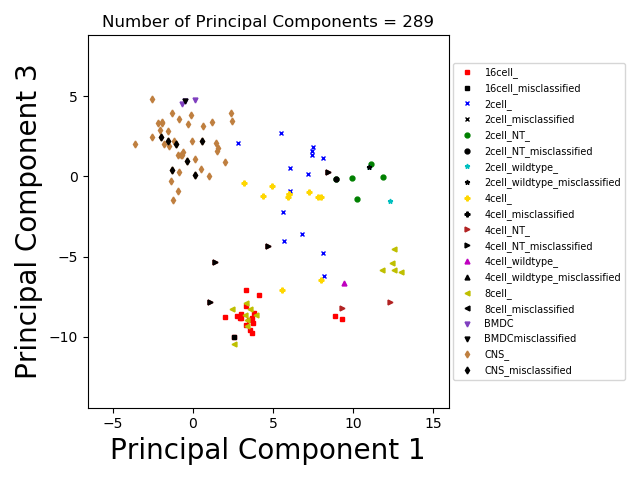 Number of Principal Components = 289
Principal Component 3
5
0
−5
−10
−5
0
5
10
15
Principal Component 1
16cell_
16cell_misclassified
2cell_
2cell_misclassified
2cell_NT_
2cell_NT_misclassified
2cell_wildtype_
2cell_wildtype_misclassified
4cell_
4cell_misclassified
4cell_NT_
4cell_NT_misclassified
4cell_wildtype_
4cell_wildtype_misclassified
8cell_
8cell_misclassified
BMDC
BMDCmisclassified
CNS_
CNS_misclassified